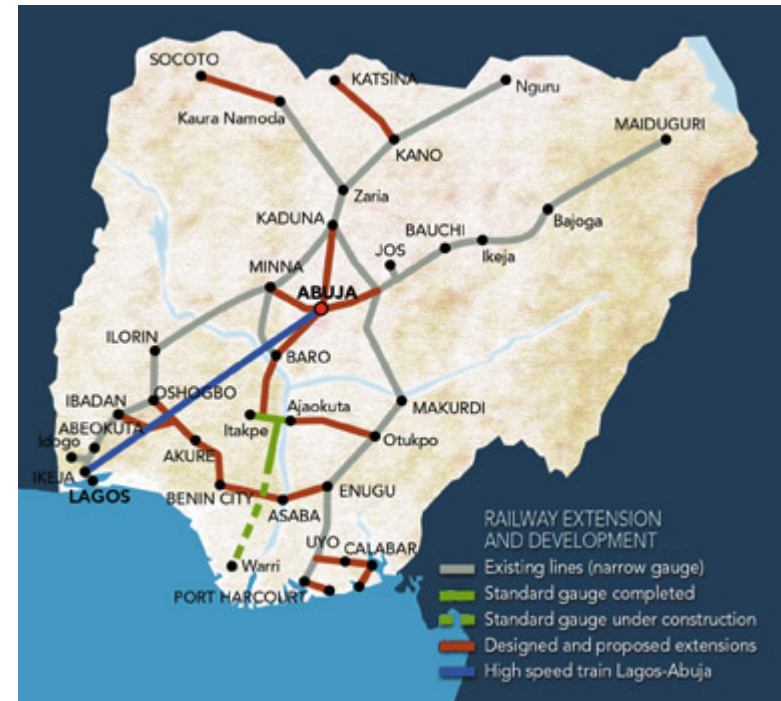 SOCOTO
KATSINA
Nguru
Kaura Namoda
MAIDUGURI
KANO
Zaria
KADUNA
Bajoga
BAUCHI
JOS
Ikeja
MINNA
ABUJA
ILORIN
BARO
OSHOGBO
IBADAN
Ajaokuta
MAKURDI
ABEOKUTA
Itakpe
Idogo
Otukpo
AKURE
IKEJA
LAGOS
BENIN CITY
ENUGU
ASABA
UYO
CALABAR
Warri
PORT HARCOURT
RAILWAY EXTENSION
AND DEVELOPMENT
Existing lines (narrow gauge)
Standard gauge completed
Standard gauge under construction
Designed and proposed extensions
High speed train Lagos-Abuja